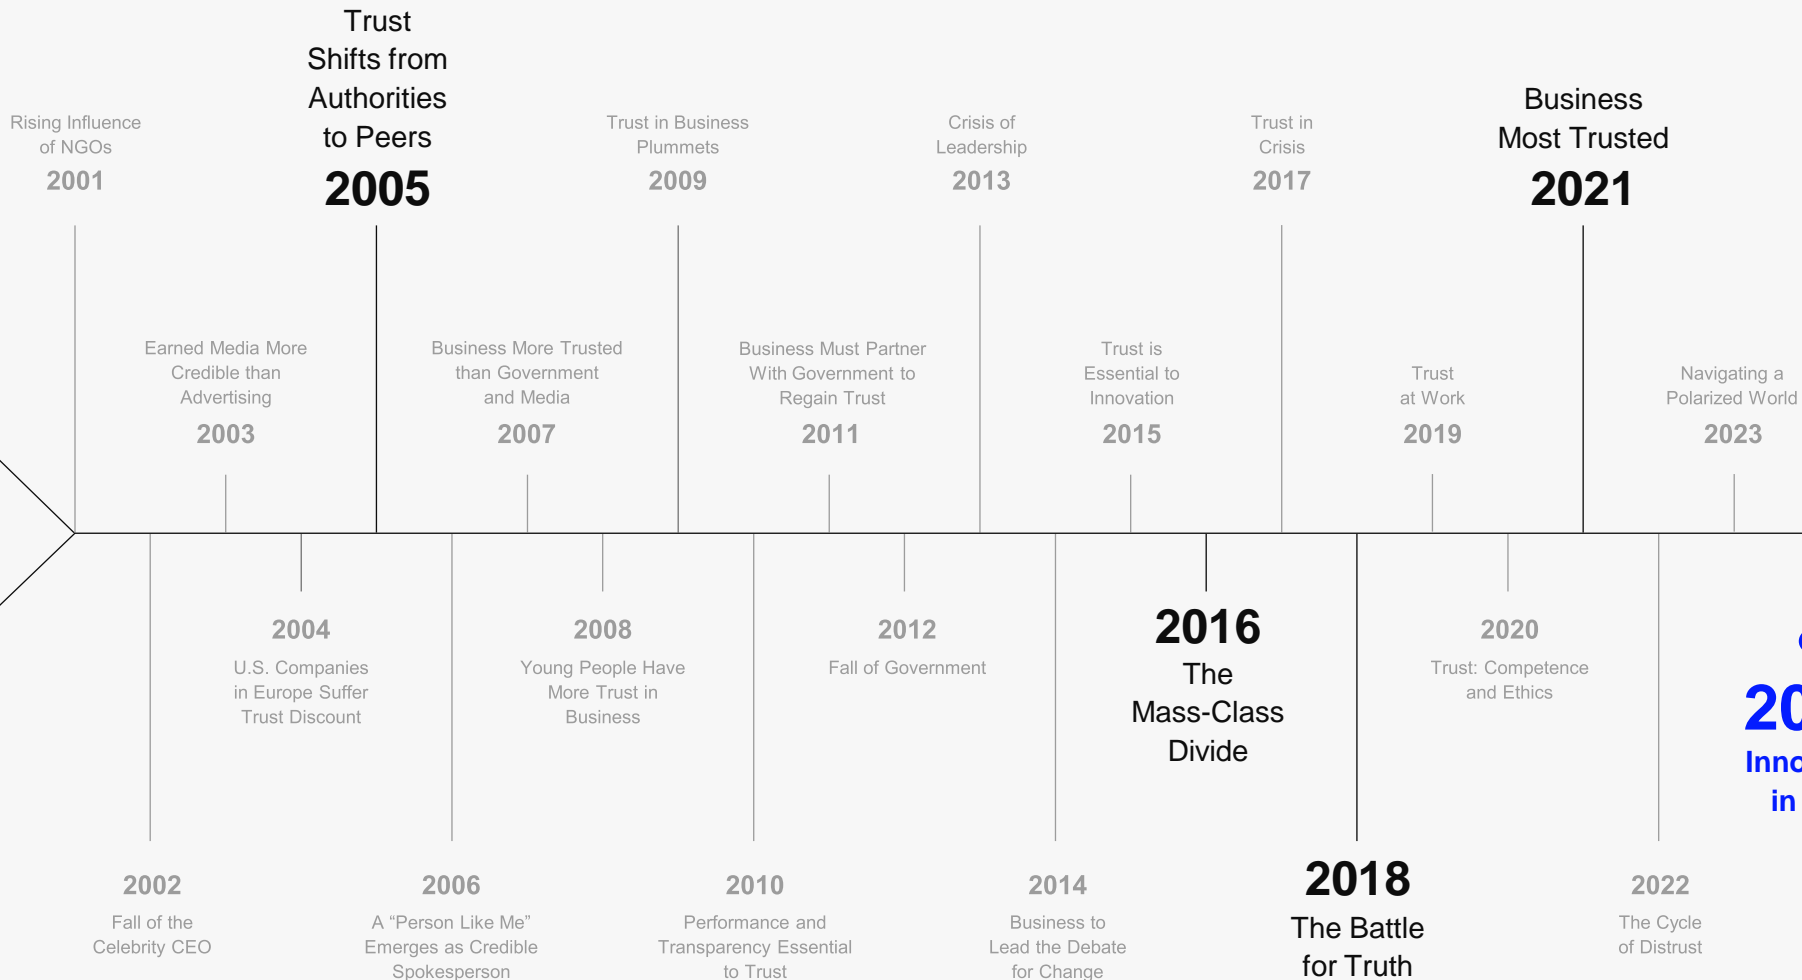 Rising Influence
of NGOs
2001
Trust
Shifts from
Authorities
to Peers
2005
Trust in Business
Plummets
2009
Crisis of
Leadership
2013
Trust in
Crisis
2017
Business
Most Trusted
2021
Earned Media More
Credible than
Advertising
2003
Business More Trusted
than Government
and Media
2007
Business Must Partner
With Government to
Regain Trust
2011
Trust is
Essential to
Innovation
2015
Trust
at Work
2019
Navigating a
Polarized World
2023
2004
U.S. Companies
in Europe Suffer
Trust Discount
2008
Young People Have
More Trust in
Business
2012
Fall of Government
2016
The
Mass-Class
Divide
2020
Trust: Competence
and Ethics
in
2002
Fall of the
Celebrity CEO
2006
A “Person Like Me”
Emerges as Credible
Spokesperson
2010
Performance and
Transparency Essential
to Trust
2014
Business to
Lead the Debate
for Change
2018
The Battle
for Truth
2022
The Cycle
of Distrust